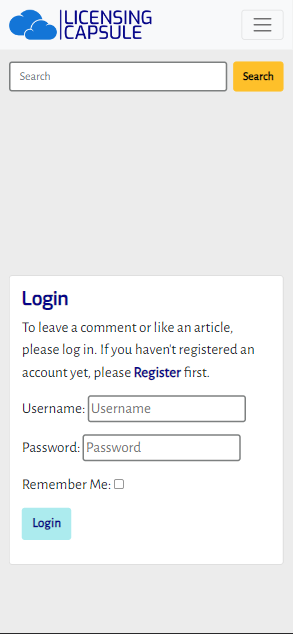 LICENSING
CAPSULE
Search
Search
Login
To leave a comment or like an article,
please log in. If you haven't registered an
account yet, please Register first.
Username: Username
Password: Password
Remember Me:
Login